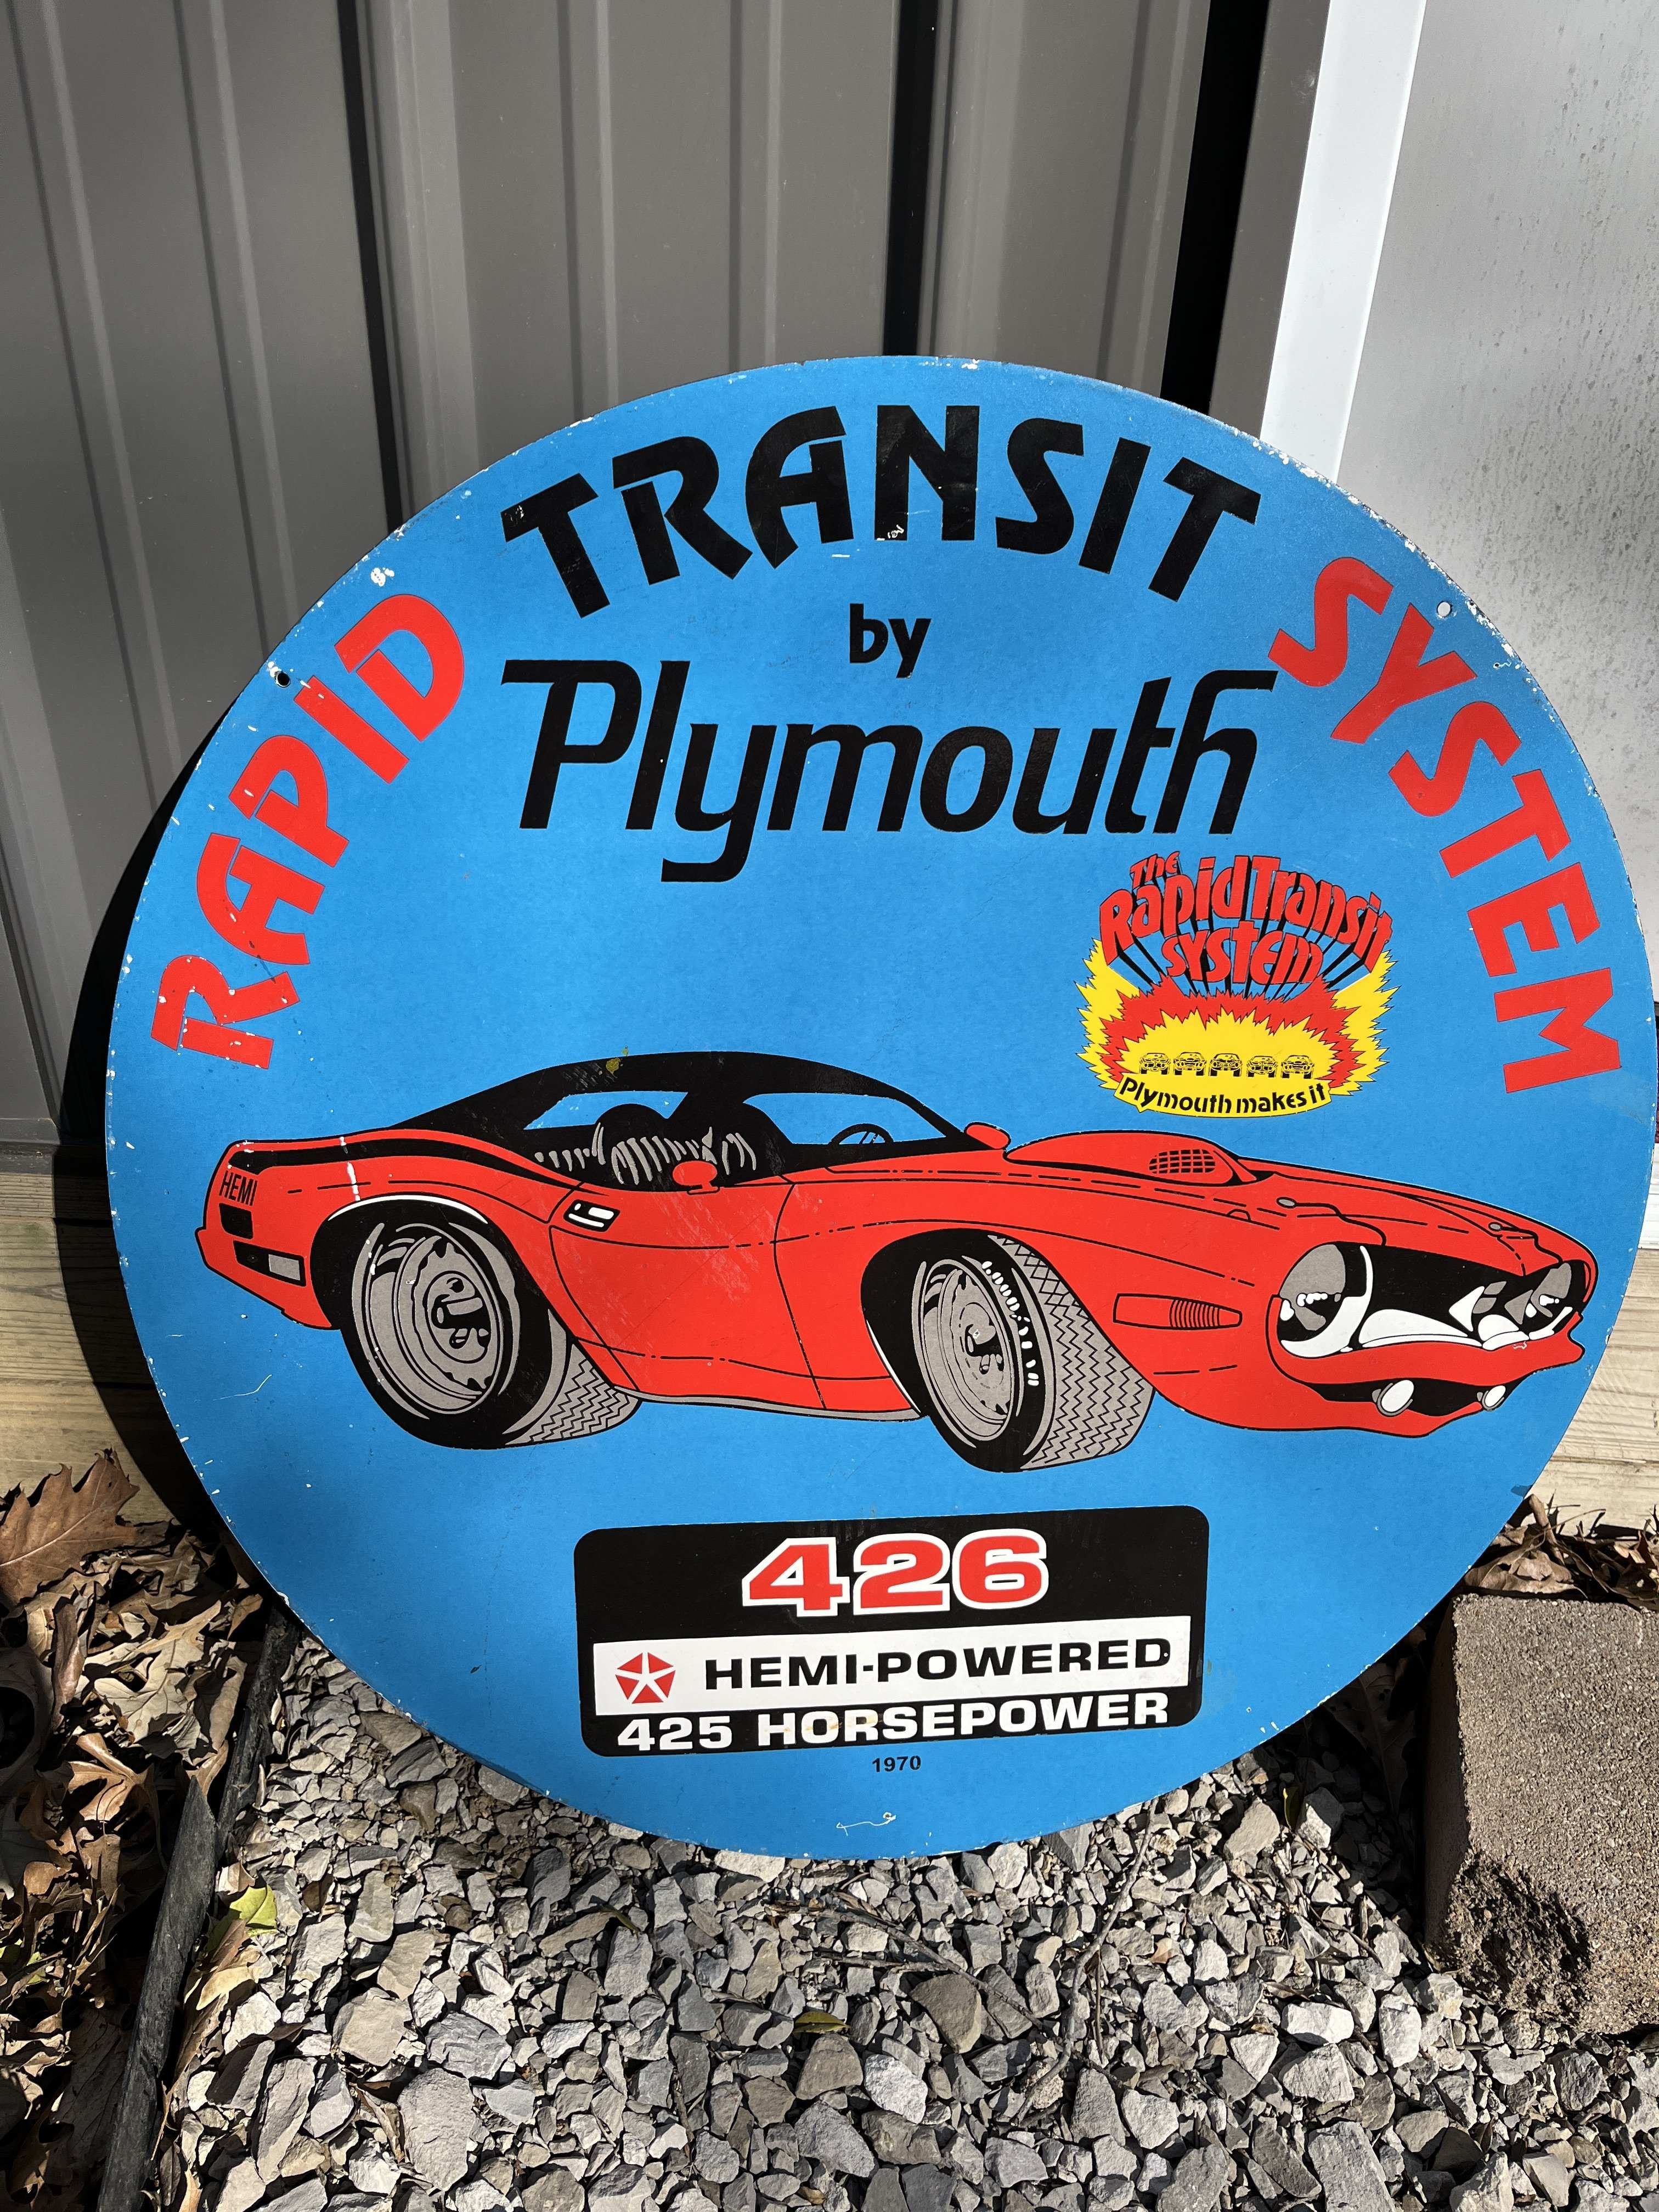 RAPID TRANSIT SYSTEM
by
Plymouth
The
Rapid Transit
system
Plymouth makes it
HEMI
426
HEMI-POWERED
425 HORSEPOWER
1970